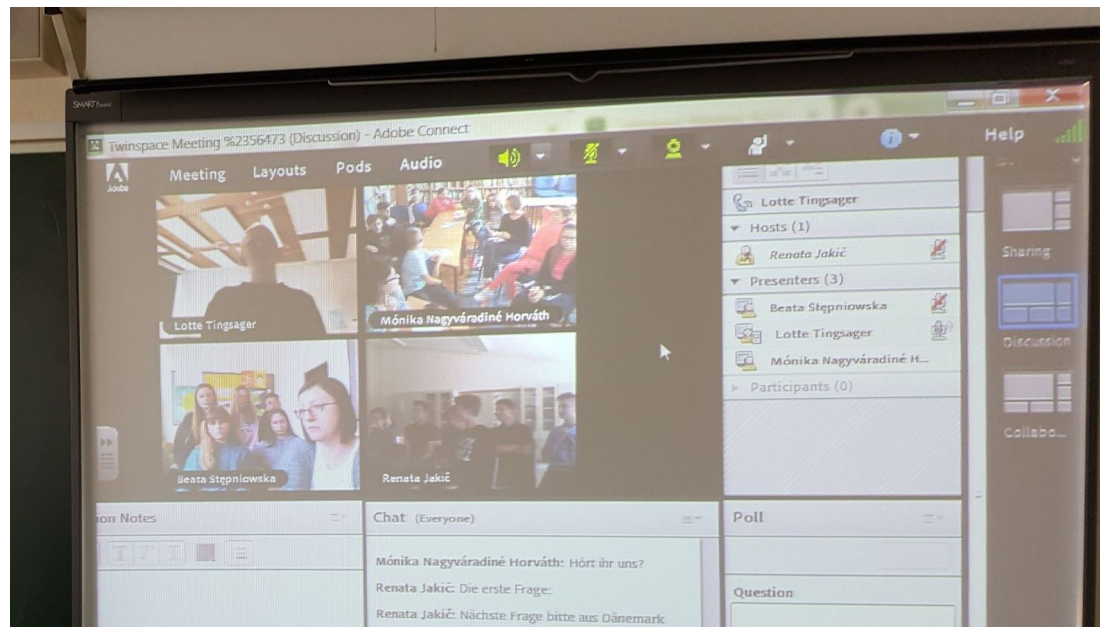 SMART Board
Twinspace Meeting %2356473 (Discussion) - Adobe Connect
Adobe
Meeting Layouts Pods Audio
Help
Lotte Tingsager
Mónika Nagyváradiné Horváth
Beata Stępniowska
Renata Jakič
Lotte Tingsager
Hosts (1)
Renata Jakič
Presenters (3)
Beata Stępniowska
Lotte Tingsager
Mónika Nagyváradiné H...
Participants (0)
Sharing
Discussion
Collabo...
ion Notes
Chat (Everyone)
Mónika Nagyváradiné Horváth: Hört ihr uns?
Renata Jakič: Die erste Frage:
Renata Jakič: Nächste Frage bitte aus Dänemark
Poll
Question